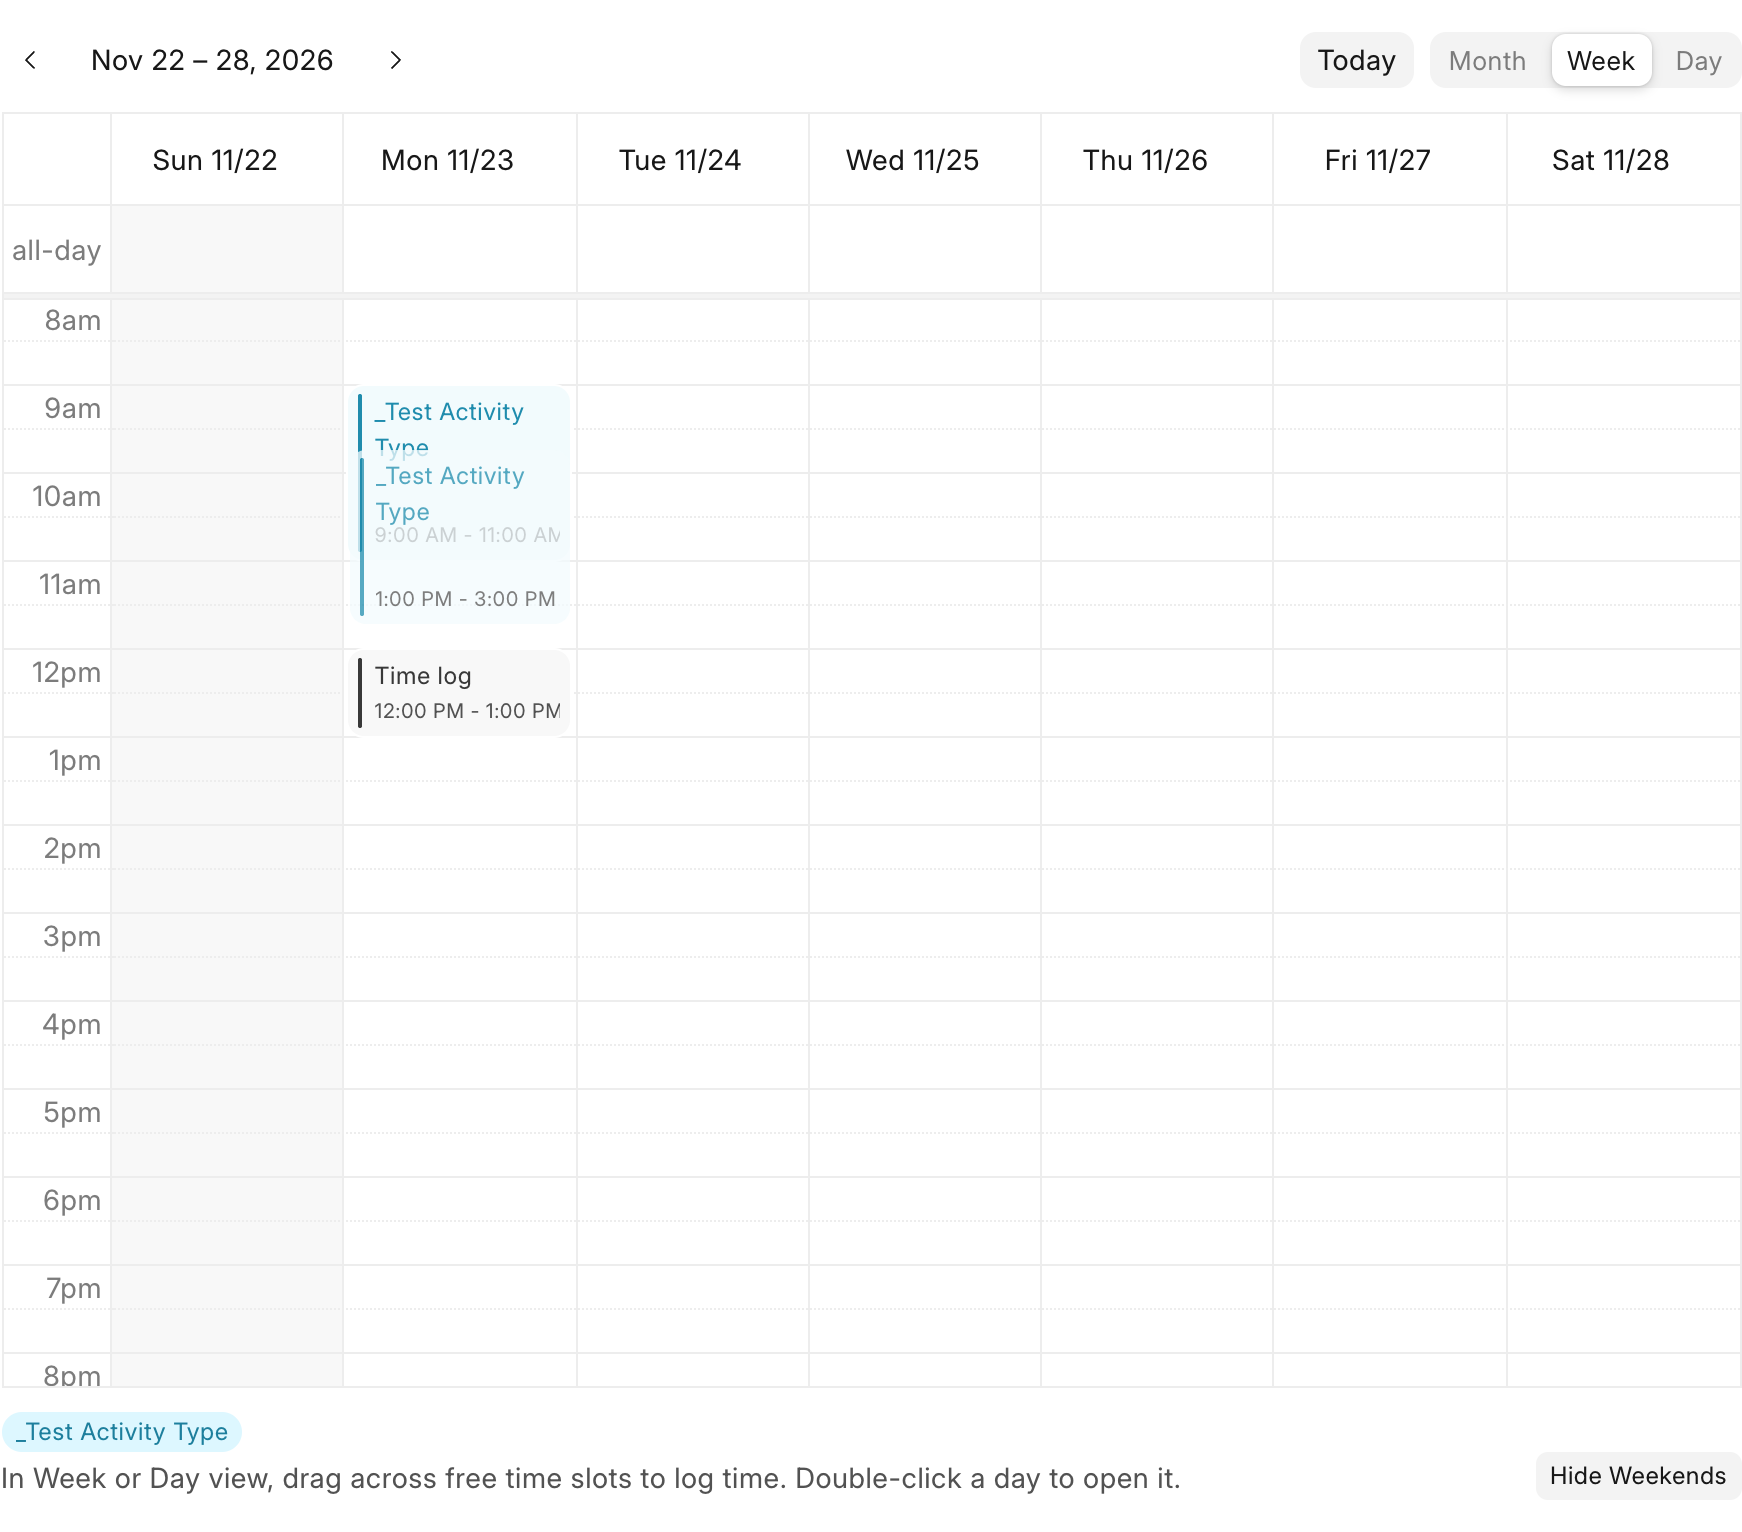 Nov 22 – 28, 2026
Today
Month
Week
Day
Sun 11/22
Mon 11/23
Tue 11/24
Wed 11/25
Thu 11/26
Fri 11/27
Sat 11/28
all-day
8am
9am
_Test Activity
Type
_Test Activity
10am
Type
9:00 AM - 11:00 AM
11am
1:00 PM - 3:00 PM
12pm
Time log
12:00 PM - 1:00 PM
1pm
2pm
3pm
4pm
5pm
6pm
7pm
8pm
_Test Activity Type
In Week or Day view, drag across free time slots to log time. Double-click a day to open it.
Hide Weekends